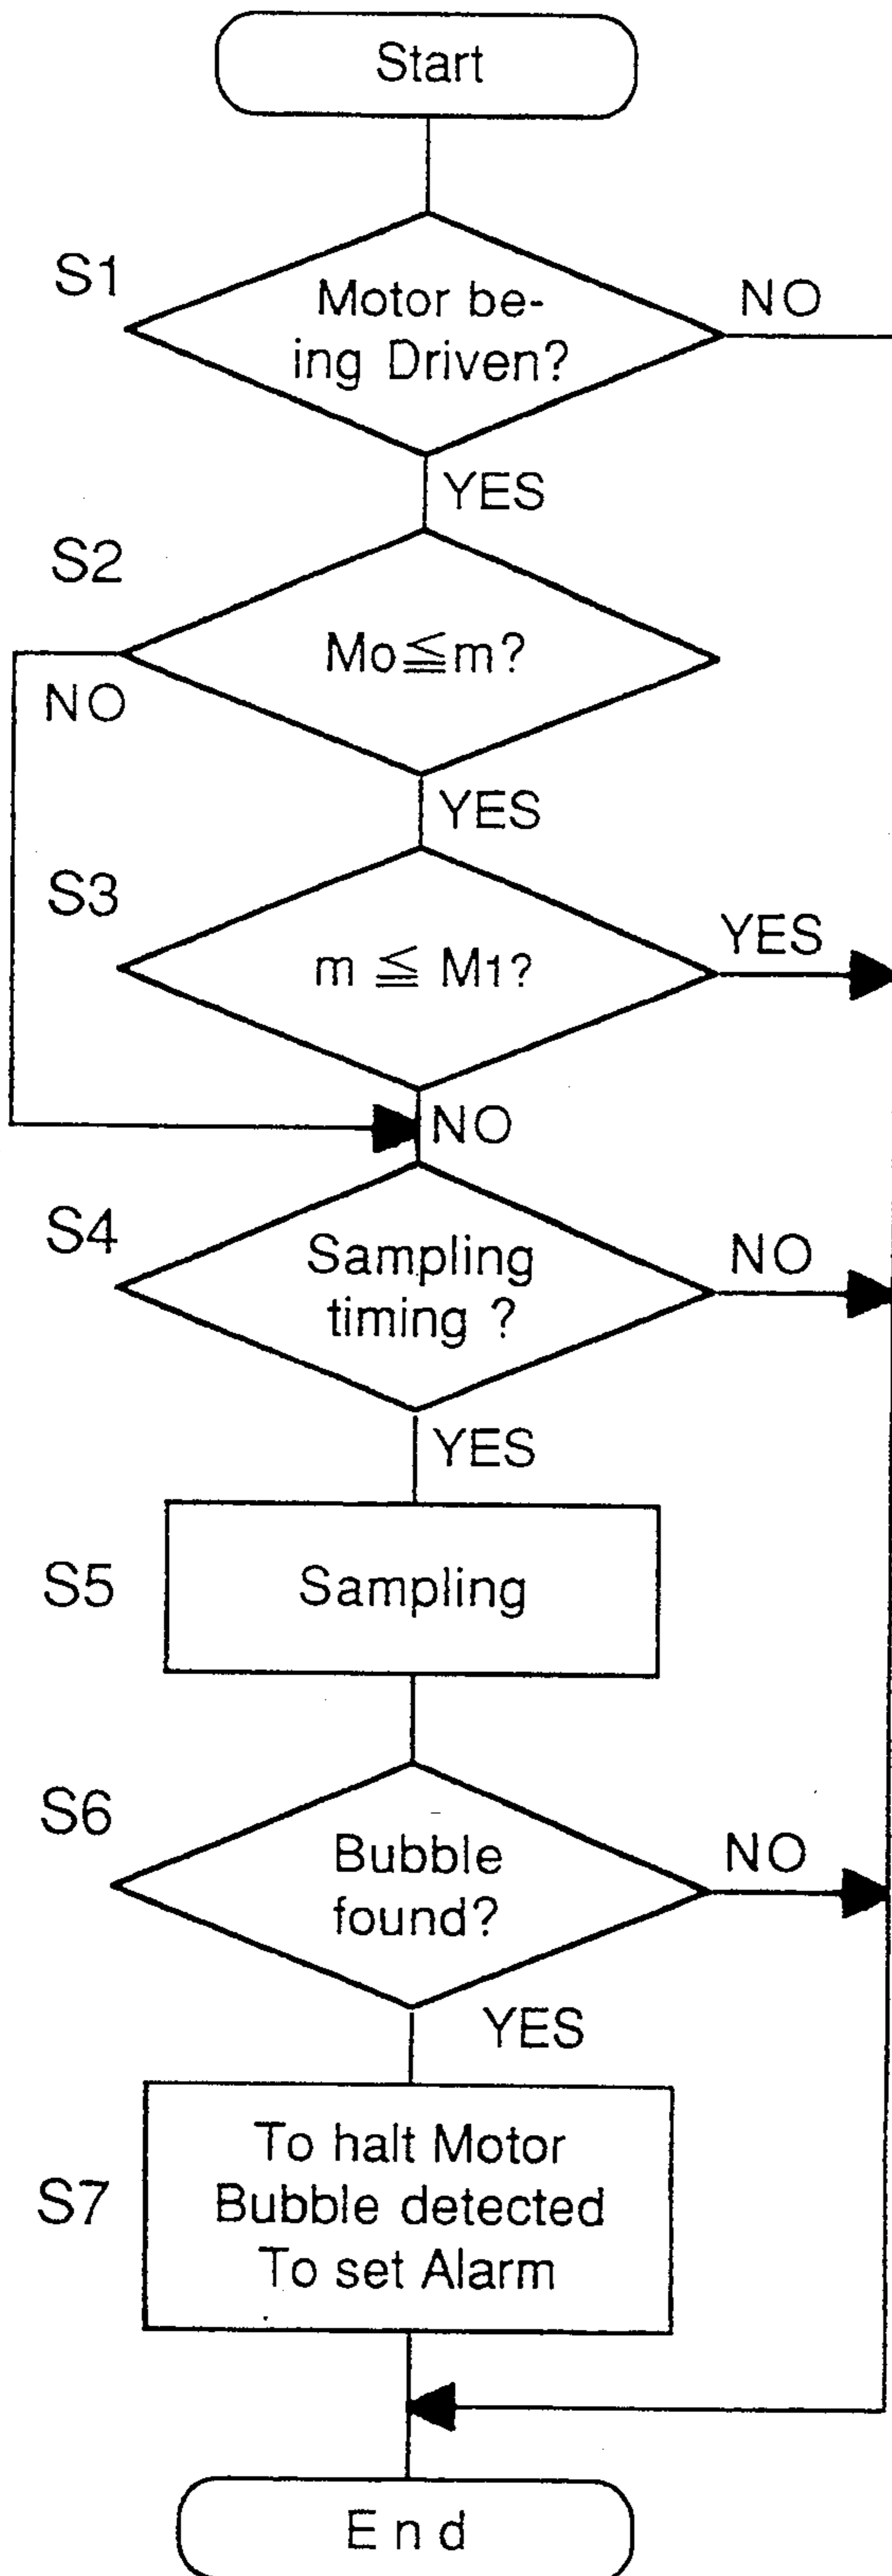 Start
S1
Motor be-
ing Driven?
NO
YES
S2
Mo≦m?
NO
YES
S3
m ≦ M1?
YES
NO
S4
Sampling
timing ?
NO
YES
S5
Sampling
S6
Bubble
found?
NO
YES
S7
To halt Motor
Bubble detected
To set Alarm
End